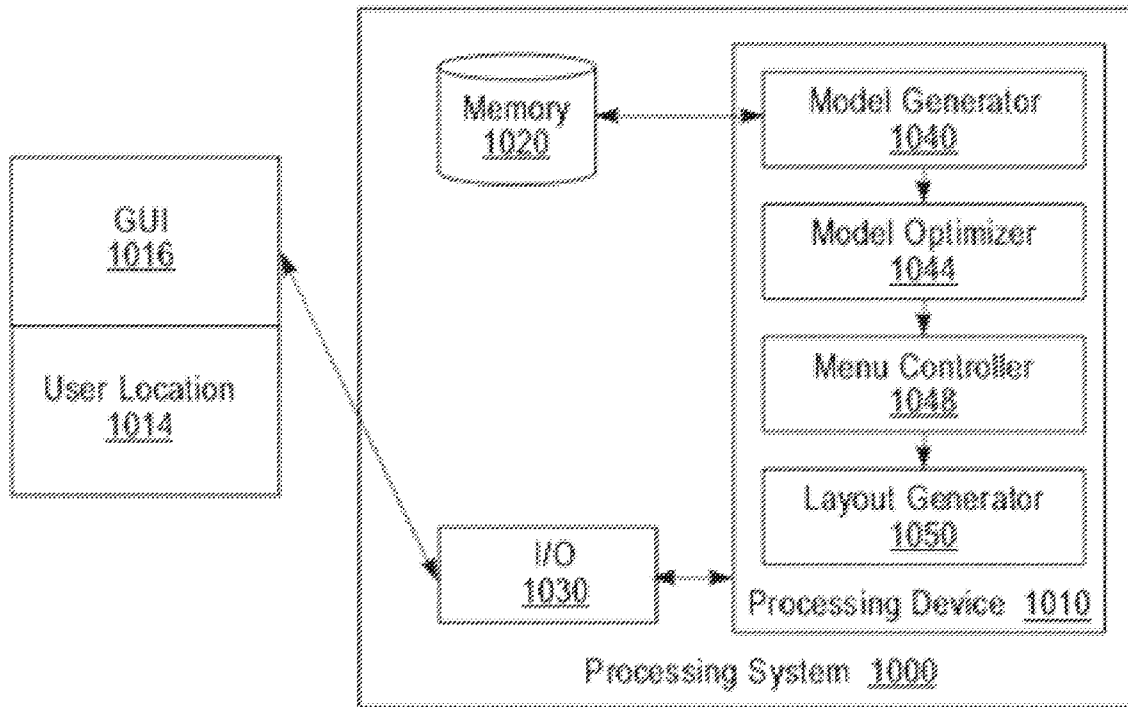 GUI
1016
User Location
1014
Memory
1020
I/O
1030
Model Generator
1040
Model Optimizer
1044
Menu Controller
1048
Layout Generator
1050
Processing Device 1010
Processing System 1000